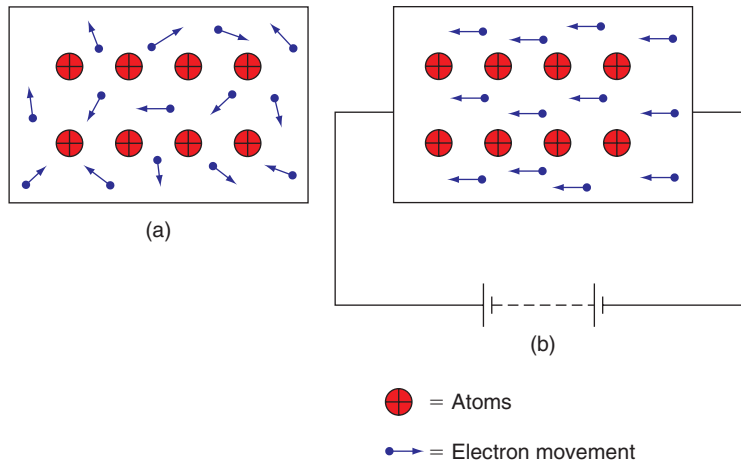 (a)
(b)
= Atoms
= Electron movement